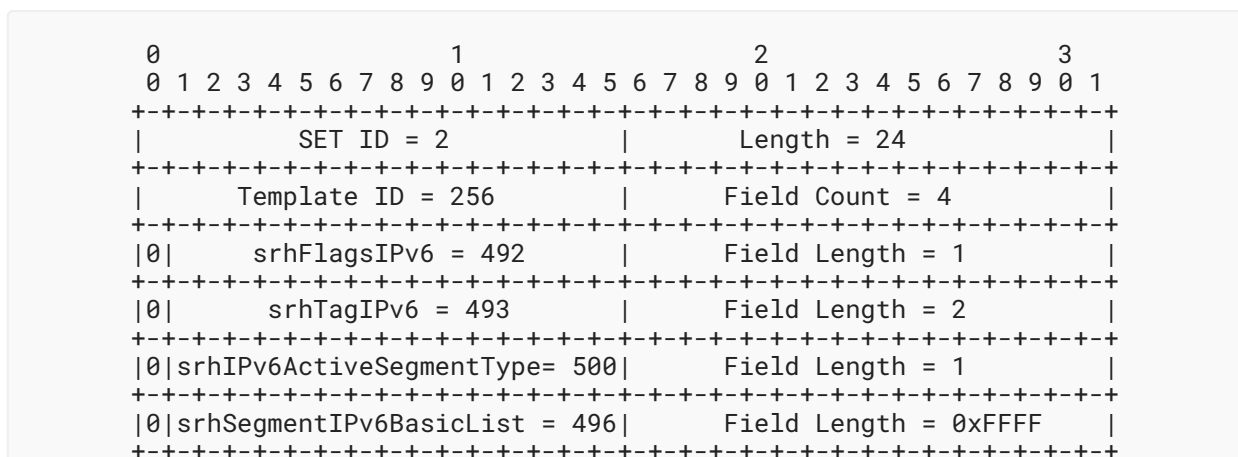 0                   1                   2                   3
 0 1 2 3 4 5 6 7 8 9 0 1 2 3 4 5 6 7 8 9 0 1 2 3 4 5 6 7 8 9 0 1
+-+-+-+-+-+-+-+-+-+-+-+-+-+-+-+-+-+-+-+-+-+-+-+-+-+-+-+-+-+-+-+-+
|          SET ID = 2           |       Length = 24             |
+-+-+-+-+-+-+-+-+-+-+-+-+-+-+-+-+-+-+-+-+-+-+-+-+-+-+-+-+-+-+-+-+
|      Template ID = 256        |      Field Count = 4          |
+-+-+-+-+-+-+-+-+-+-+-+-+-+-+-+-+-+-+-+-+-+-+-+-+-+-+-+-+-+-+-+-+
|0|     srhFlagsIPv6 = 492      |      Field Length = 1         |
+-+-+-+-+-+-+-+-+-+-+-+-+-+-+-+-+-+-+-+-+-+-+-+-+-+-+-+-+-+-+-+-+
|0|      srhTagIPv6 = 493       |      Field Length = 2         |
+-+-+-+-+-+-+-+-+-+-+-+-+-+-+-+-+-+-+-+-+-+-+-+-+-+-+-+-+-+-+-+-+
|0|srhIPv6ActiveSegmentType= 500|      Field Length = 1         |
+-+-+-+-+-+-+-+-+-+-+-+-+-+-+-+-+-+-+-+-+-+-+-+-+-+-+-+-+-+-+-+-+
|0|srhSegmentIPv6BasicList = 496|      Field Length = 0xFFFF    |
+-+-+-+-+-+-+-+-+-+-+-+-+-+-+-+-+-+-+-+-+-+-+-+-+-+-+-+-+-+-+-+-+